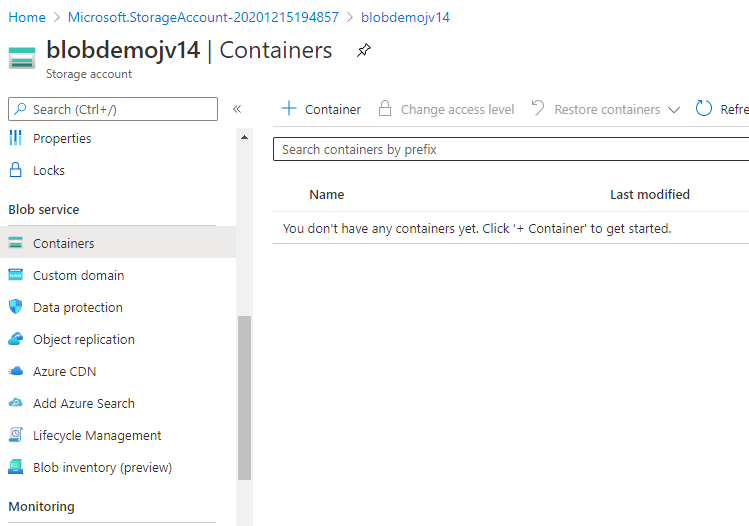 Home > Microsoft.StorageAccount-20201215194857 > blobdemojv14
blobdemojv14 | Containers
Storage account
Search (Ctrl+/)
«
Properties
Locks
Blob service
Containers
Custom domain
Data protection
Object replication
Azure CDN
Add Azure Search
Lifecycle Management
Blob inventory (preview)
Monitoring
+ Container
Change access level
Restore containers
Refre
Search containers by prefix
Name
Last modified
You don't have any containers yet. Click '+ Container' to get started.